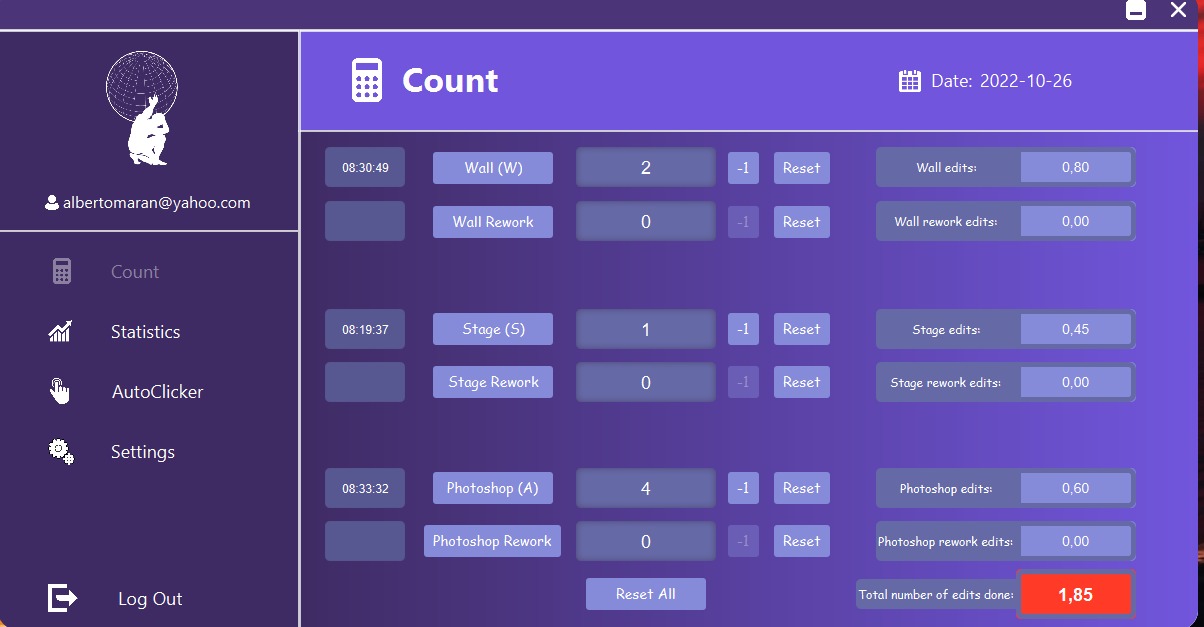 Count
Date: 2022-10-26
albertomaran@yahoo.com
Count
Statistics
AutoClicker
Settings
Log Out
08:30:49 Wall (W) 2 -1 Reset Wall edits: 0,80
Wall Rework 0 -1 Reset Wall rework edits: 0,00
08:19:37 Stage (S) 1 -1 Reset Stage edits: 0,45
Stage Rework 0 -1 Reset Stage rework edits: 0,00
08:33:32 Photoshop (A) 4 -1 Reset Photoshop edits: 0,60
Photoshop Rework 0 -1 Reset Photoshop rework edits: 0,00
Reset All Total number of edits done: 1,85